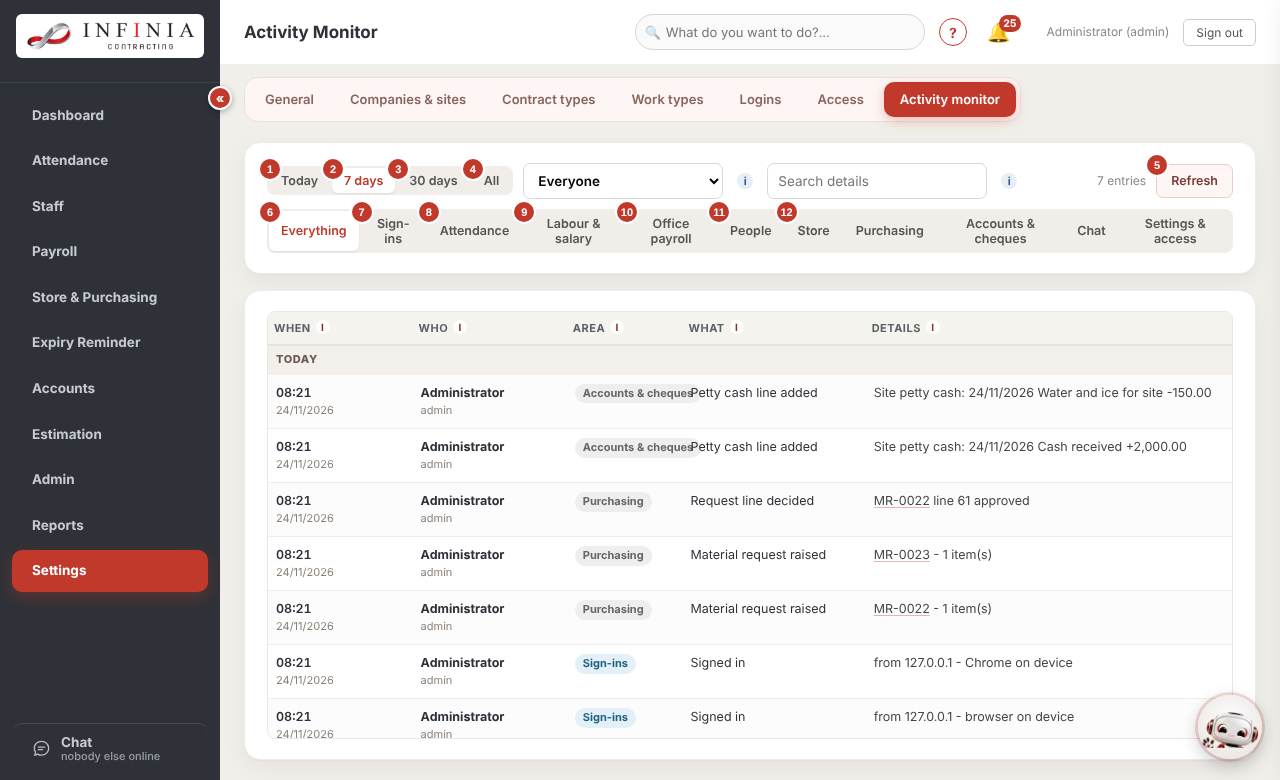 INFINIA
CONTRACTING
Activity Monitor
What do you want to do?...
?
25
Administrator (admin)
Sign out
«
Dashboard
Attendance
Staff
Payroll
Store & Purchasing
Expiry Reminder
Accounts
Estimation
Admin
Reports
Settings
Chat
nobody else online
General
Companies & sites
Contract types
Work types
Logins
Access
Activity monitor
1 Today
2 7 days
3 30 days
4 All
Everyone
i
Search details
i
7 entries
5 Refresh
6 Everything
7 Sign-
ins
8 Attendance
9 Labour &
salary
10 Office
payroll
11 People
12 Store
Purchasing
Accounts &
cheques
Chat
Settings &
access
WHEN I WHO I AREA I WHAT I DETAILS I
TODAY
08:21 Administrator Accounts & cheques Petty cash line added Site petty cash: 24/11/2026 Water and ice for site -150.00
24/11/2026 admin
08:21 Administrator Accounts & cheques Petty cash line added Site petty cash: 24/11/2026 Cash received +2,000.00
24/11/2026 admin
08:21 Administrator Purchasing Request line decided MR-0022 line 61 approved
24/11/2026 admin
08:21 Administrator Purchasing Material request raised MR-0023 - 1 item(s)
24/11/2026 admin
08:21 Administrator Purchasing Material request raised MR-0022 - 1 item(s)
24/11/2026 admin
08:21 Administrator Sign-ins Signed in from 127.0.0.1 - Chrome on device
24/11/2026 admin
08:21 Administrator Sign-ins Signed in from 127.0.0.1 - browser on device
24/11/2026 admin